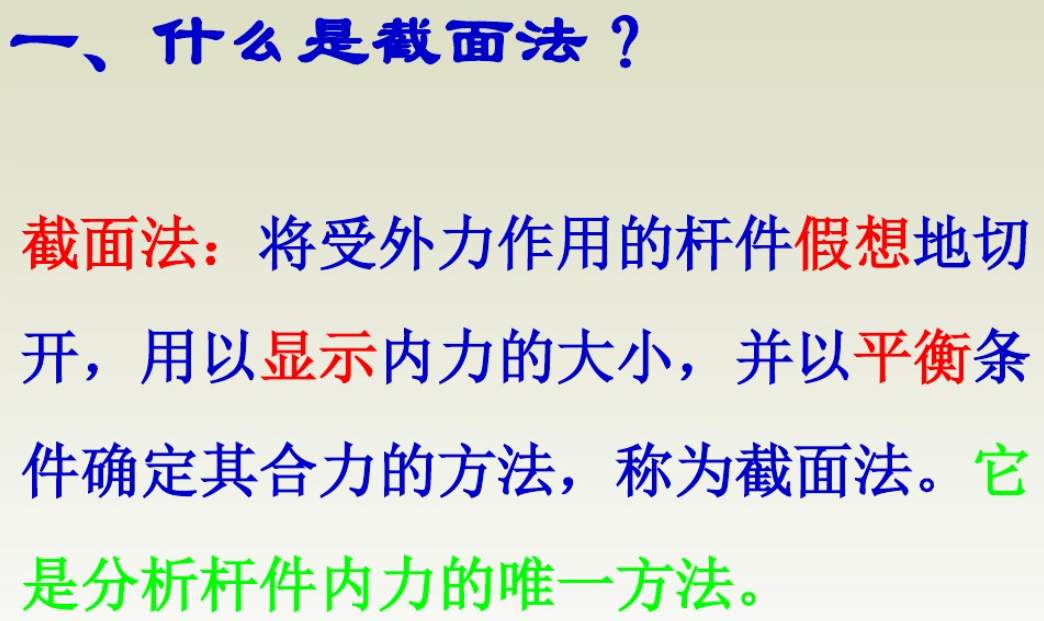 一、什么是截面法？
截面法：将受外力作用的杆件假想地切
开，用以显示内力的大小，并以平衡条
件确定其合力的方法，称为截面法。它
是分析杆件内力的唯一方法。